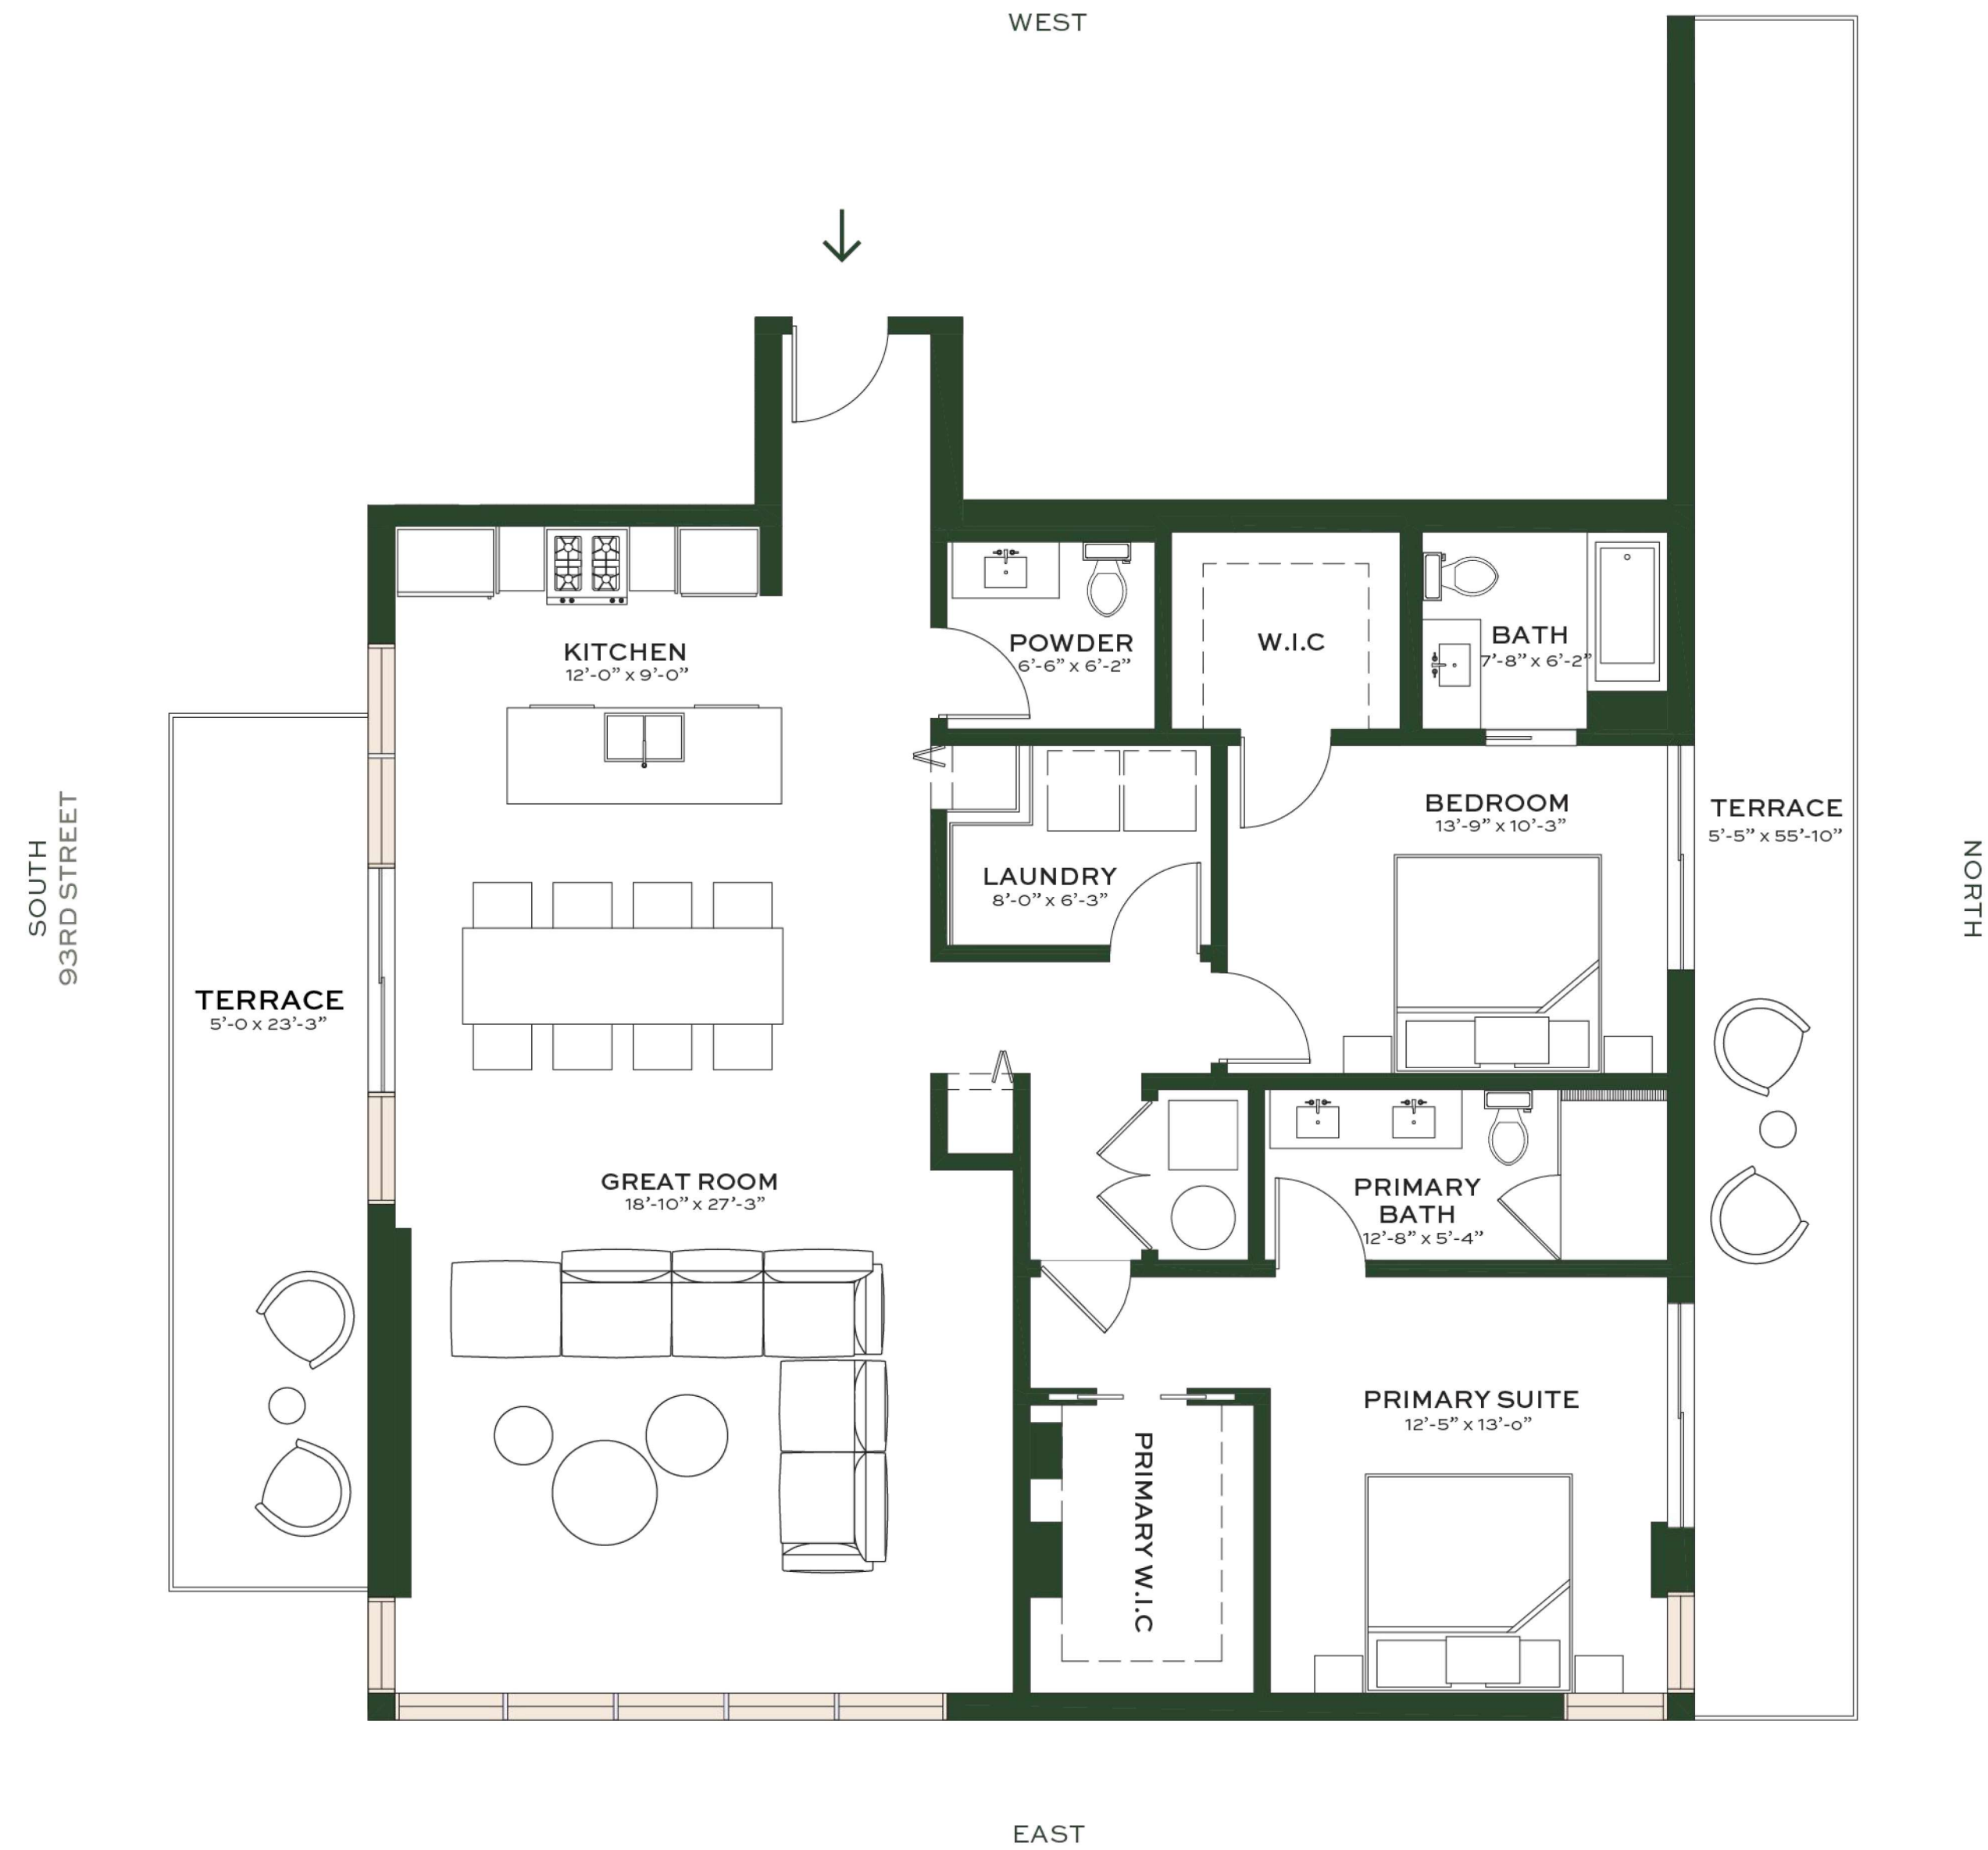 WEST
KITCHEN
12’-0” x 9’-0”
POWDER
6’-6” x 6’-2”
W.I.C
BATH
7’-8” x 6’-2”
BEDROOM
13’-9” x 10’-3”
TERRACE
5’-5” x 55’-10”
LAUNDRY
8’-0” x 6’-3”
SOUTH
93RD STREET
NORTH
TERRACE
5’-0 x 23’-3”
GREAT ROOM
18’-10” x 27’-3”
PRIMARY
BATH
12’-8” x 5’-4”
PRIMARY SUITE
12’-5” x 13’-0”
PRIMARY W.I.C
EAST